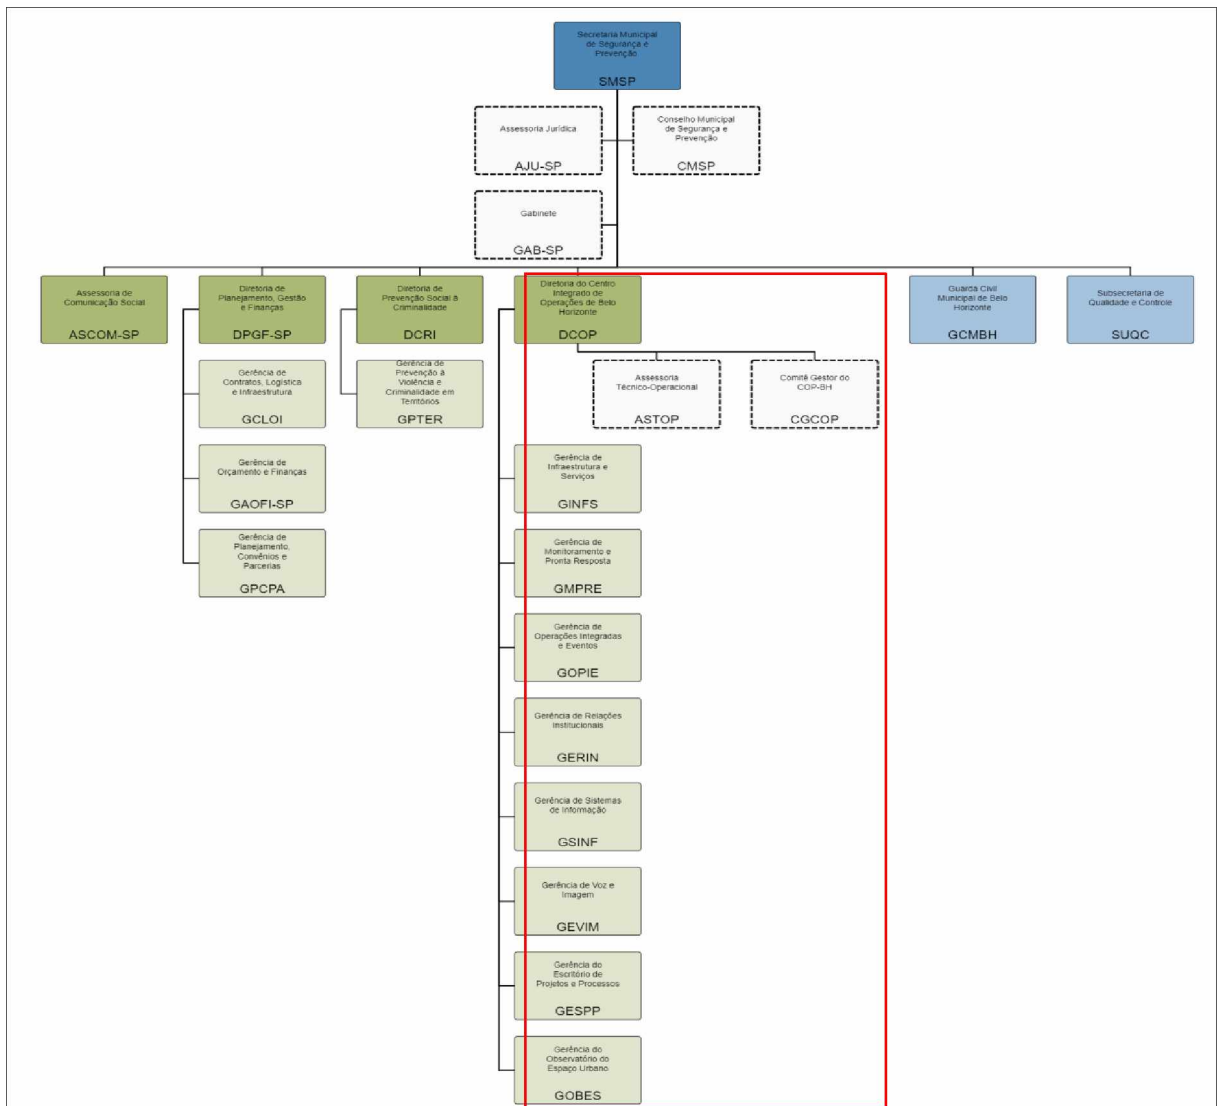 Secretaria Municipal
de Segurança e
Prevenção
SMSP
Assessoria Jurídica
AJU-SP
Conselho Municipal
de Segurança e
Prevenção
CMSP
Gabinete
GAB-SP
Assessoria de
Comunicação Social
ASCOM-SP
Diretoria de
Planejamento, Gestão
e Finanças
DPGF-SP
Diretoria de
Prevenção Social à
Criminalidade
DCRI
Diretoria do Centro
Integrado de
Operações de Belo
Horizonte
DCOP
Guarda Civil
Municipal de Belo
Horizonte
GCMBH
Subsecretaria de
Qualidade e Controle
SUQC
Gerência de
Contratos, Logística
e Infraestrutura
GCLOI
Gerência de
Prevenção à
Violência e
Criminalidade em
Territórios
GPTER
Assessoria
Técnico-Operacional
ASTOP
Comitê Gestor do
COP-BH
CGCOP
Gerência de
Orçamento e Finanças
GAOFI-SP
Gerência de
Infraestrutura e
Serviços
GINFS
Gerência de
Planejamento,
Convênios e
Parcerias
GPCPA
Gerência de
Monitoramento e
Pronta Resposta
GMPRE
Gerência de
Operações Integradas
e Eventos
GOPIE
Gerência de Relações
Institucionais
GERIN
Gerência de Sistemas
de Informação
GSINF
Gerência de Voz e
Imagem
GEVIM
Gerência do
Escritório de
Projetos e Processos
GESPP
Gerência do
Observatório do
Espaço Urbano
GOBES